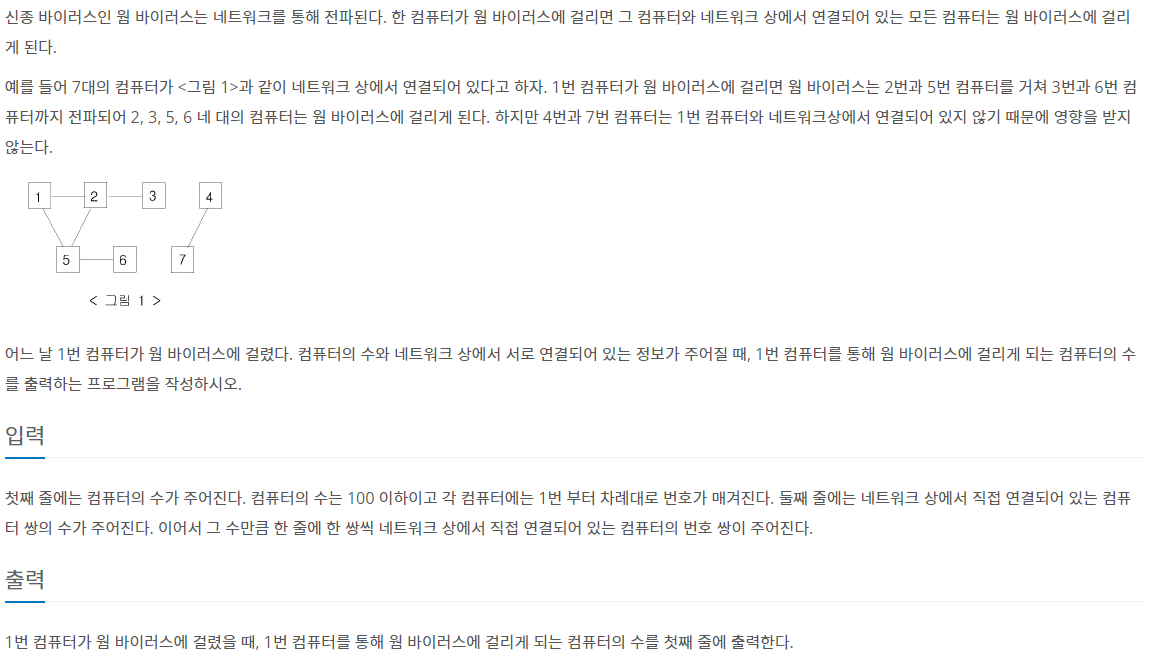 신종 바이러스인 웜 바이러스는 네트워크를 통해 전파된다. 한 컴퓨터가 웜 바이러스에 걸리면 그 컴퓨터와 네트워크 상에서 연결되어 있는 모든 컴퓨터는 웜 바이러스에 걸리
게 된다.
예를 들어 7대의 컴퓨터가 <그림 1>과 같이 네트워크 상에서 연결되어 있다고 하자. 1번 컴퓨터가 웜 바이러스에 걸리면 웜 바이러스는 2번과 5번 컴퓨터를 거쳐 3번과 6번 컴
퓨터까지 전파되어 2, 3, 5, 6 네 대의 컴퓨터는 웜 바이러스에 걸리게 된다. 하지만 4번과 7번 컴퓨터는 1번 컴퓨터와 네트워크상에서 연결되어 있지 않기 때문에 영향을 받지
않는다.
1 2 3 4
5 6 7
< 그림 1 >
어느 날 1번 컴퓨터가 웜 바이러스에 걸렸다. 컴퓨터의 수와 네트워크 상에서 서로 연결되어 있는 정보가 주어질 때, 1번 컴퓨터를 통해 웜 바이러스에 걸리게 되는 컴퓨터의 수
를 출력하는 프로그램을 작성하시오.
입력
첫째 줄에는 컴퓨터의 수가 주어진다. 컴퓨터의 수는 100 이하이고 각 컴퓨터에는 1번 부터 차례대로 번호가 매겨진다. 둘째 줄에는 네트워크 상에서 직접 연결되어 있는 컴퓨
터 쌍의 수가 주어진다. 이어서 그 수만큼 한 줄에 한 쌍씩 네트워크 상에서 직접 연결되어 있는 컴퓨터의 번호 쌍이 주어진다.
출력
1번 컴퓨터가 웜 바이러스에 걸렸을 때, 1번 컴퓨터를 통해 웜 바이러스에 걸리게 되는 컴퓨터의 수를 첫째 줄에 출력한다.